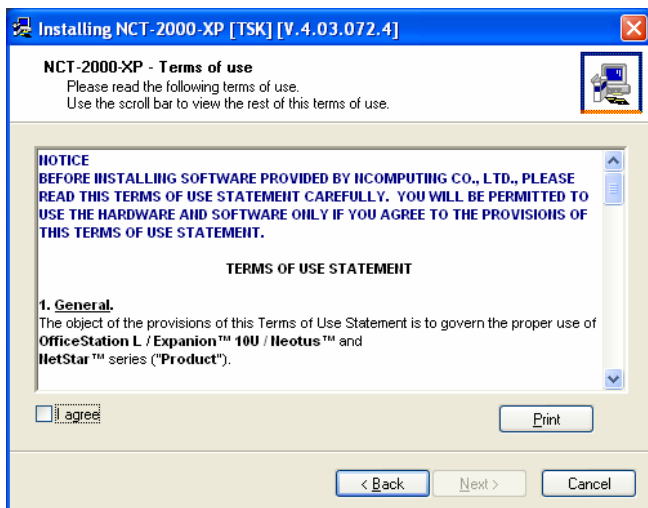 Installing NCT-2000-XP [TSK] [V.4.03.072.4]
NCT-2000-XP - Terms of use
Please read the following terms of use.
Use the scroll bar to view the rest of this terms of use.
NOTICE
BEFORE INSTALLING SOFTWARE PROVIDED BY NCOMPUTING CO., LTD., PLEASE
READ THIS TERMS OF USE STATEMENT CAREFULLY.  YOU WILL BE PERMITTED TO
USE THE HARDWARE AND SOFTWARE ONLY IF YOU AGREE TO THE PROVISIONS OF
THIS TERMS OF USE STATEMENT.
TERMS OF USE STATEMENT
1. General.
The object of the provisions of this Terms of Use Statement is to govern the proper use of
OfficeStation L / Expanion™ 10U / Neotus™ and
NetStar™ series ("Product").
I agree
Print
< Back
Next >
Cancel